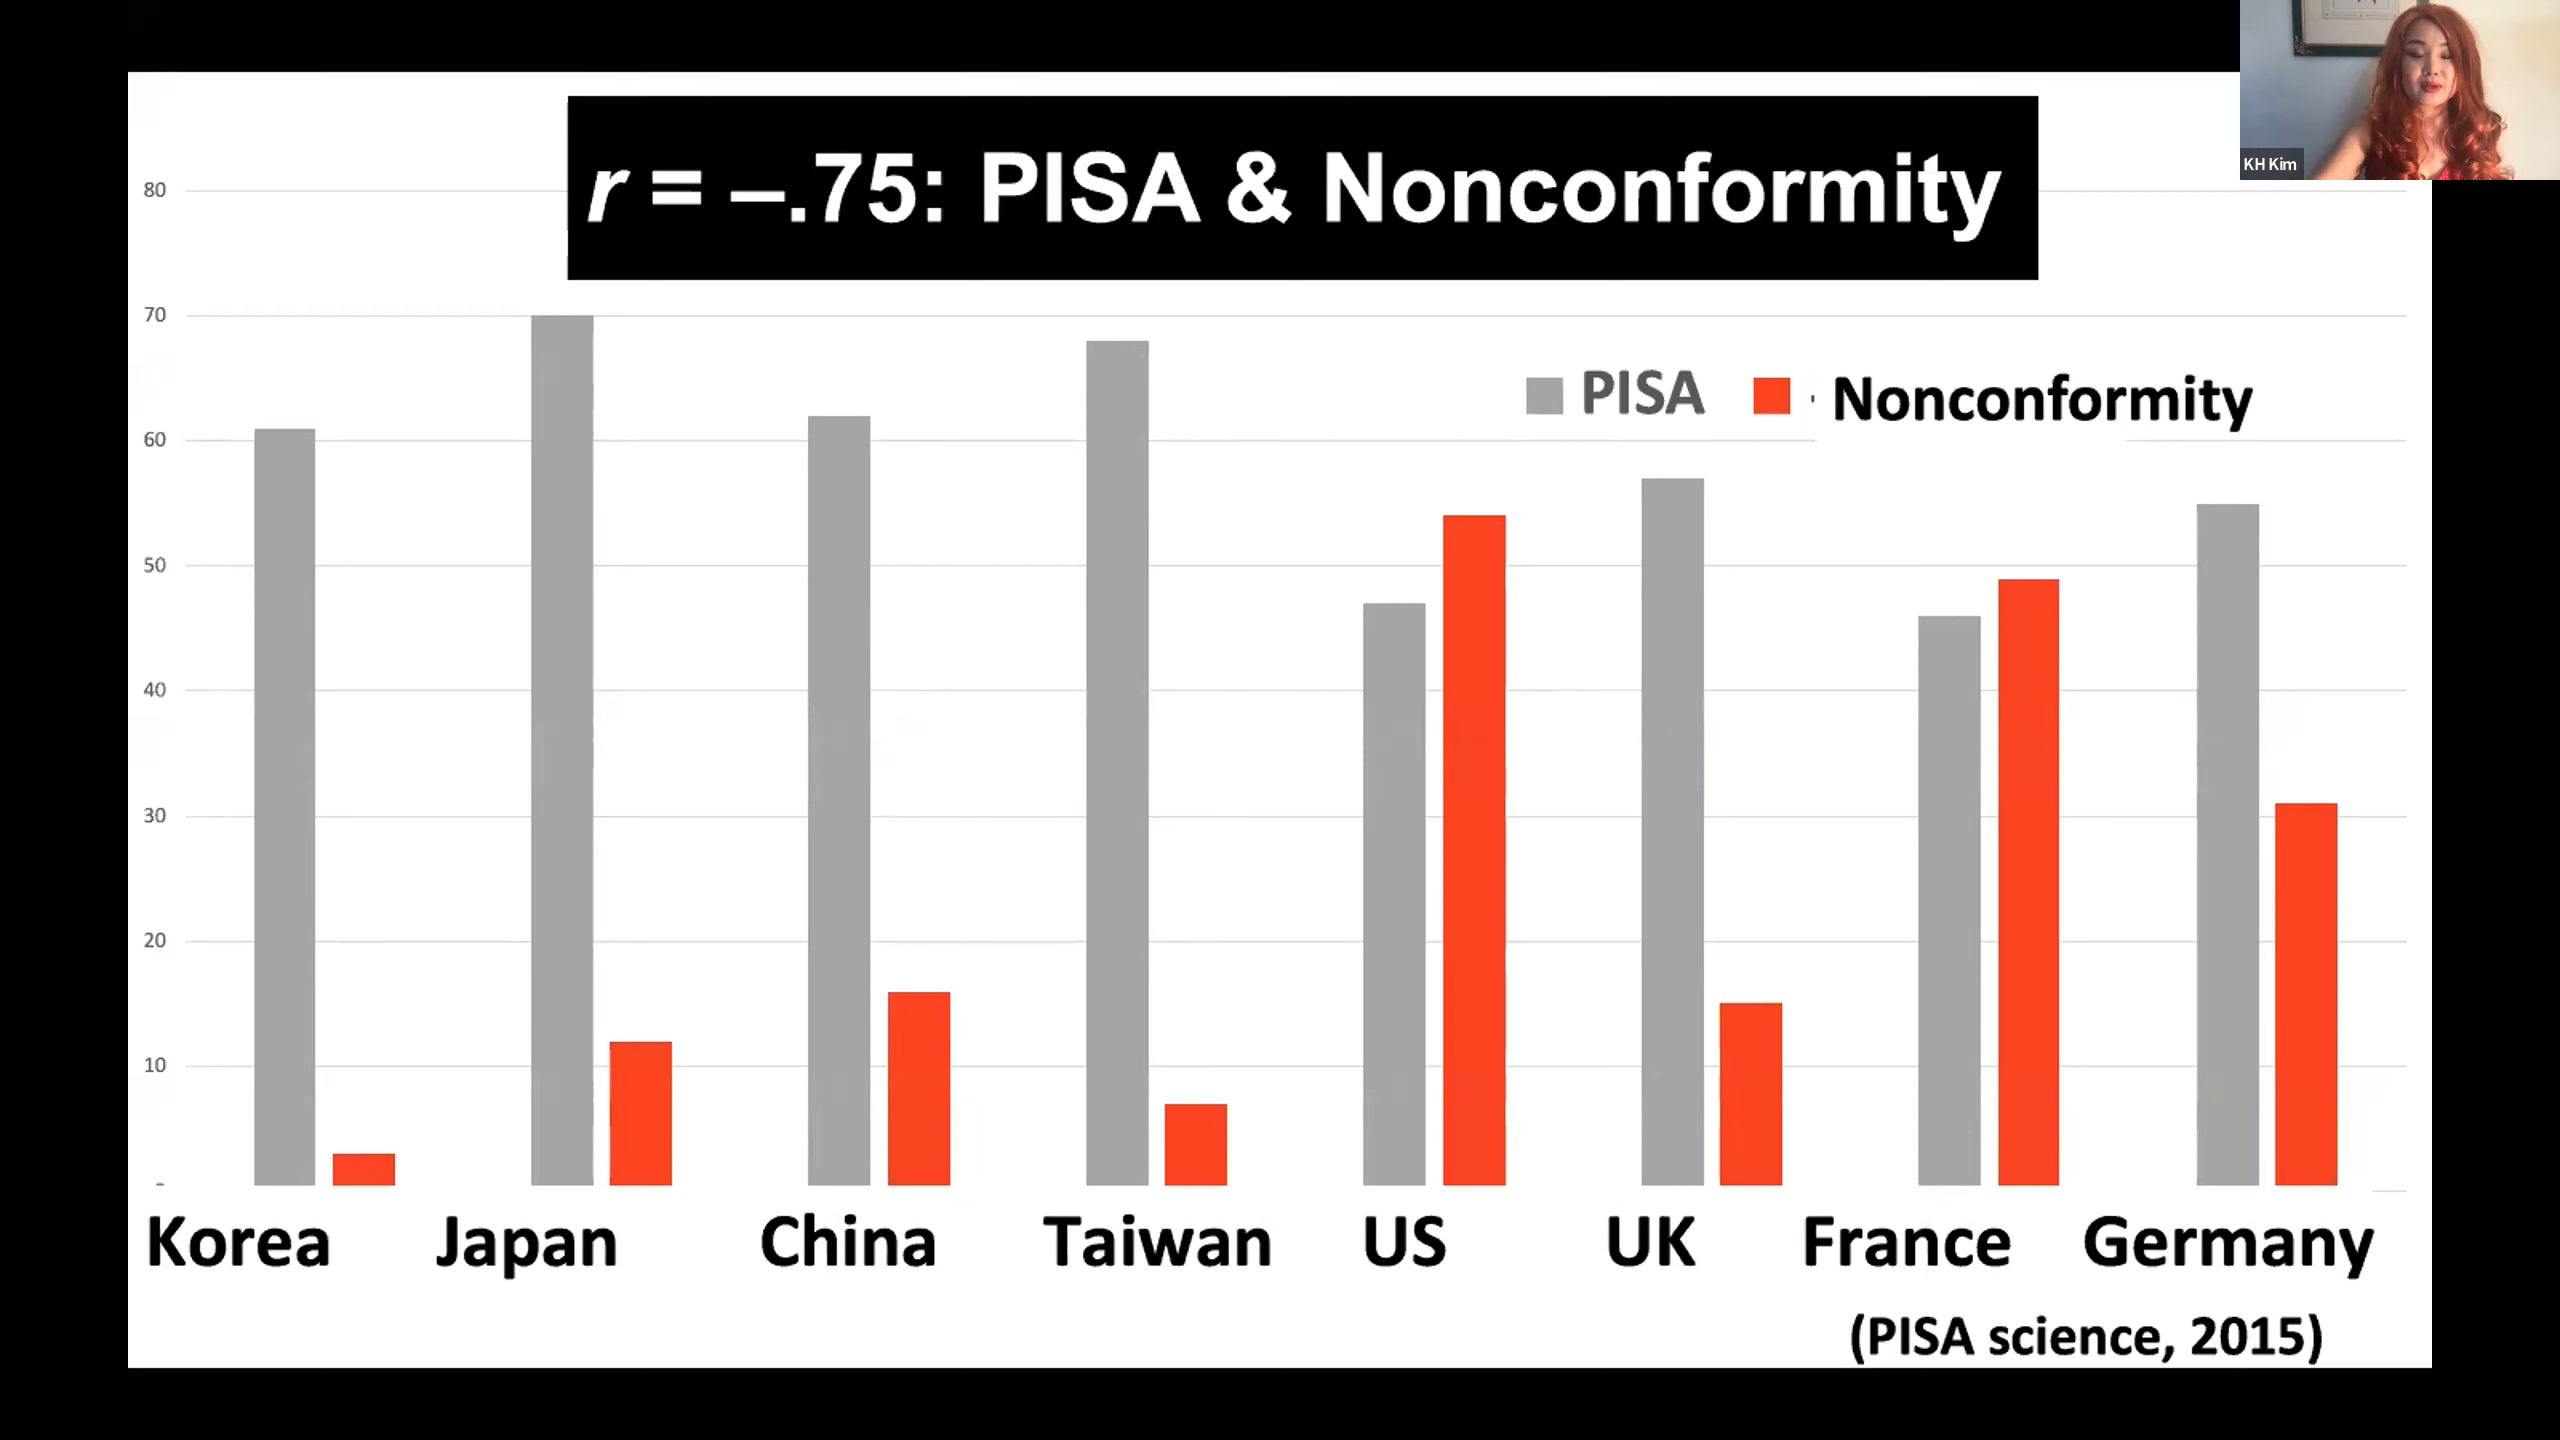 KH Kim
r = –.75: PISA & Nonconformity
80
70
60
50
40
30
20
10
PISA
Nonconformity
Korea Japan China Taiwan US UK France Germany
(PISA science, 2015)